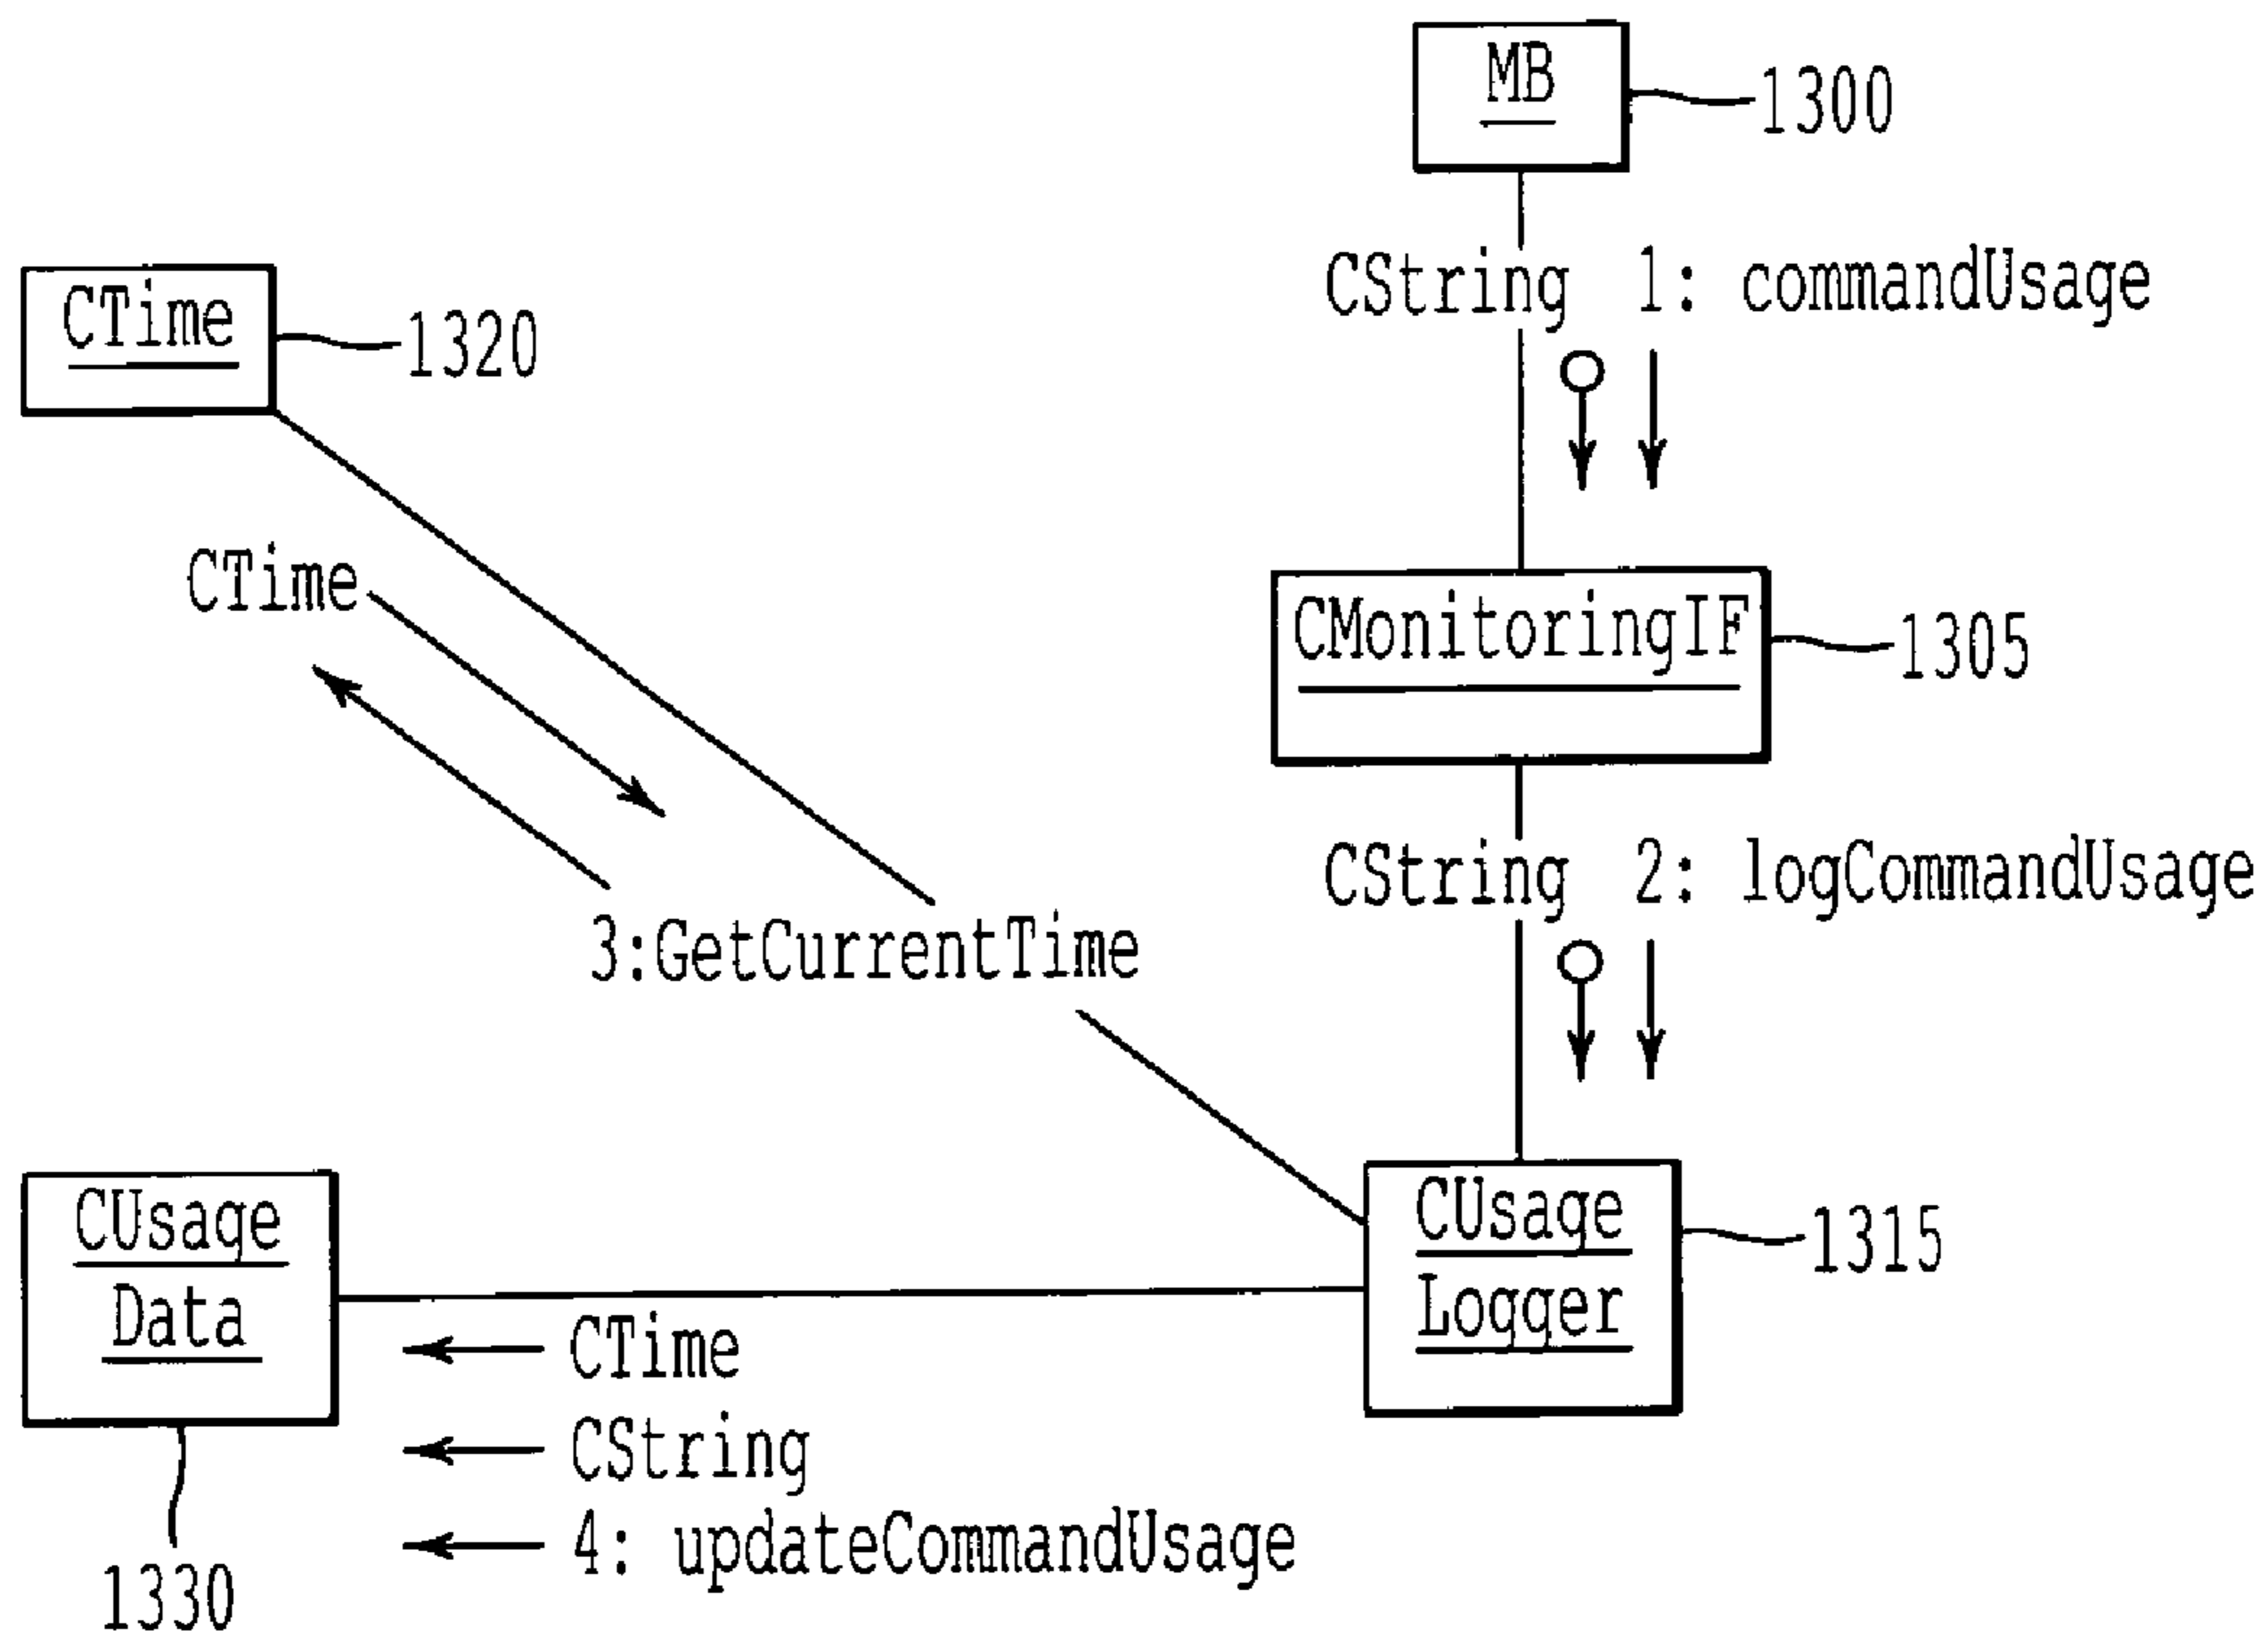 MB
1300
CString 1: commandUsage
CTime
1320
CTime
CMonitoringIF
1305
CString 2: logCommandUsage
3:GetCurrentTime
CUsage
Logger
1315
CUsage
Data
CTime
CString
4: updateCommandUsage
1330